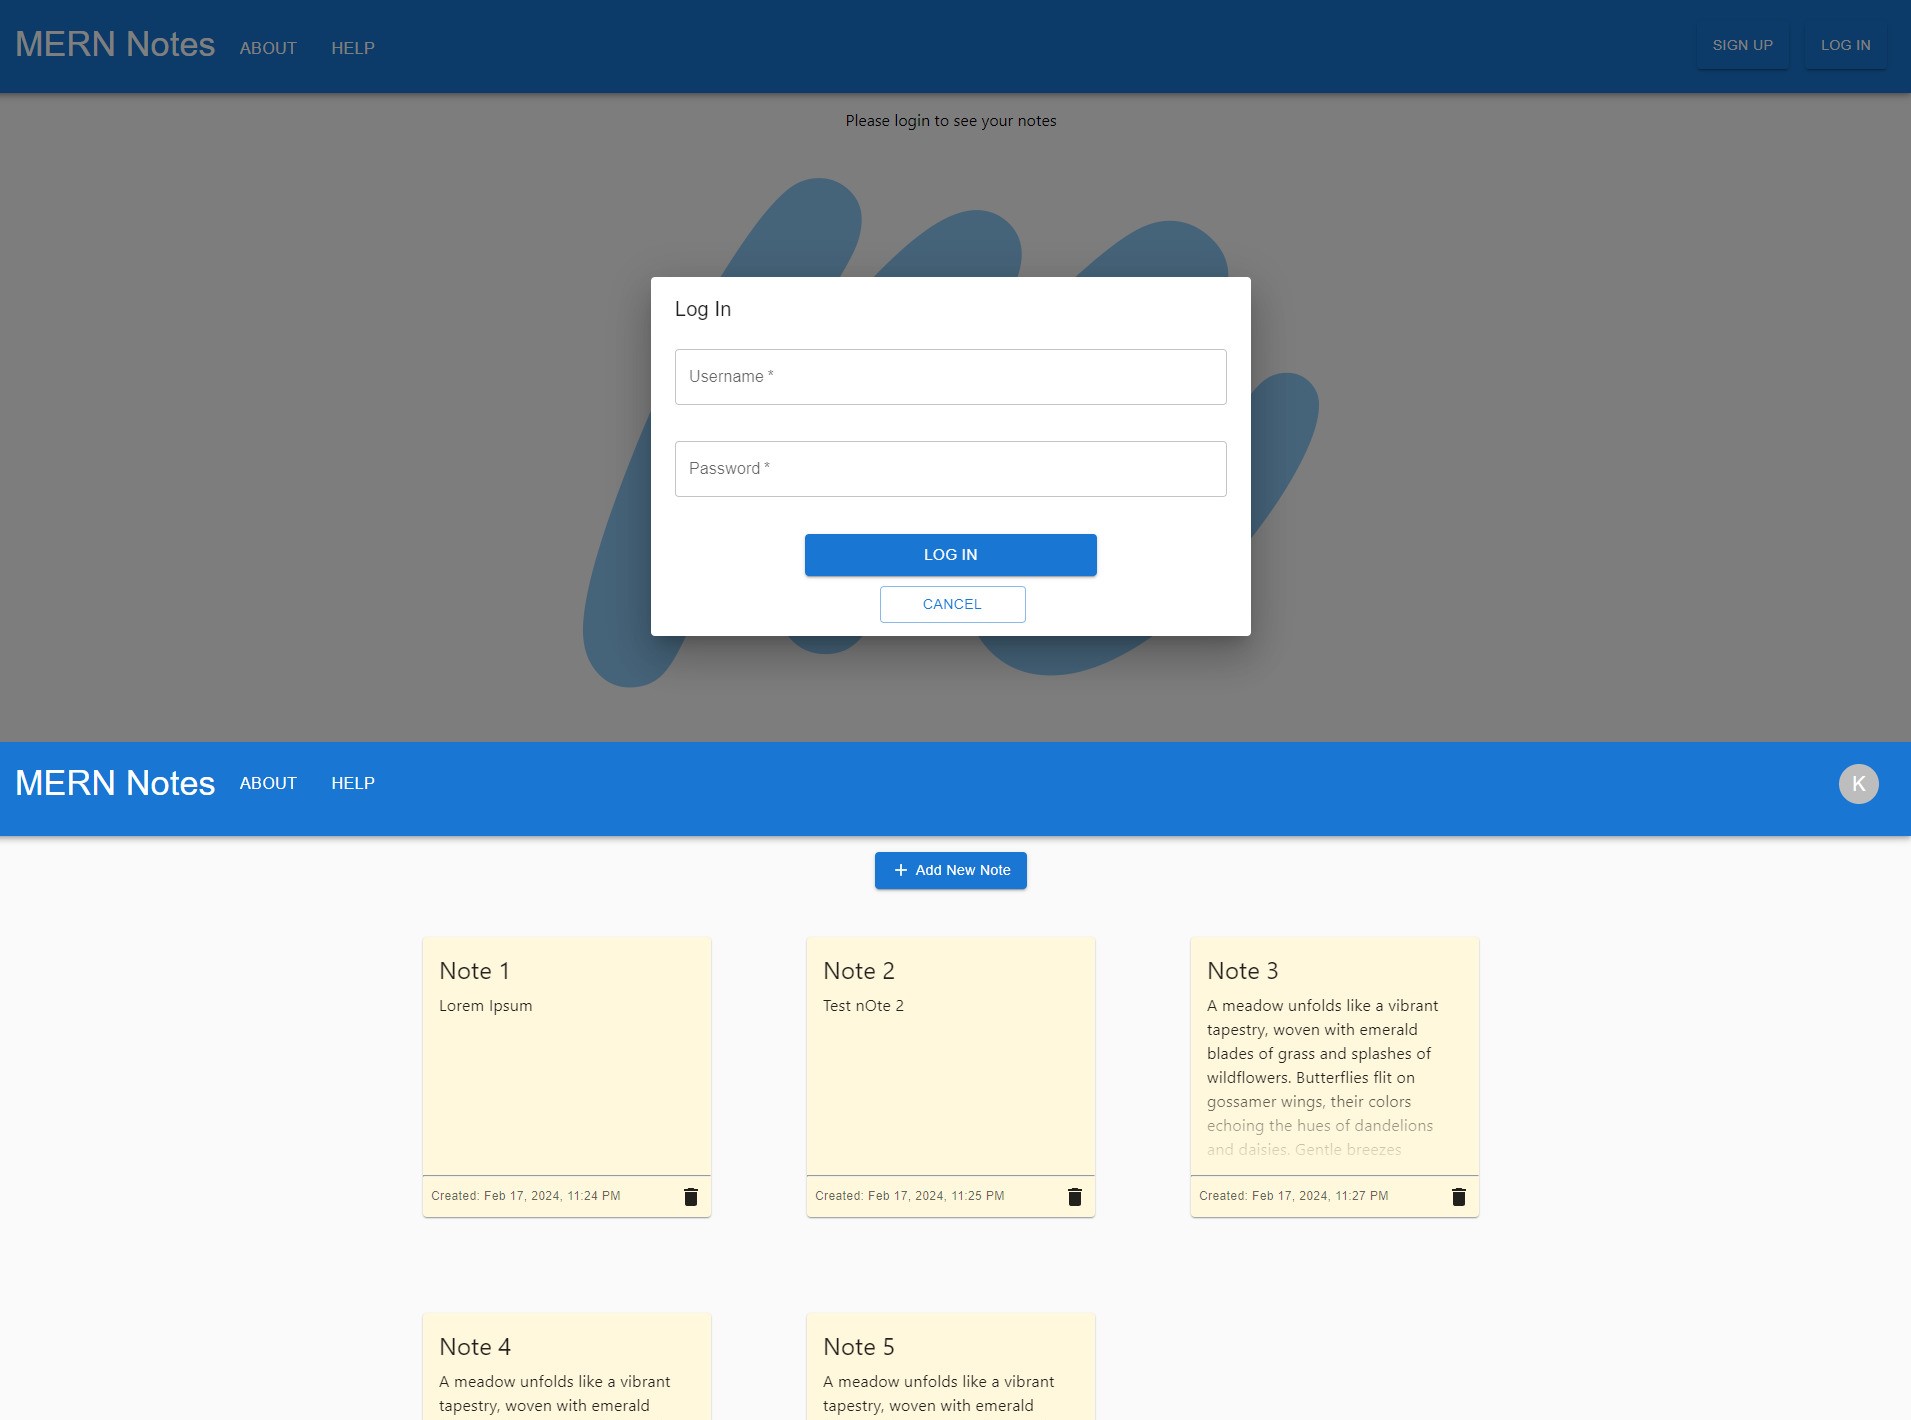 MERN Notes ABOUT HELP SIGN UP LOG IN
Please login to see your notes
Log In
Username *
Password *
LOG IN
CANCEL
MERN Notes ABOUT HELP K
+ Add New Note
Note 1
Lorem Ipsum
Created: Feb 17, 2024, 11:24 PM
Note 2
Test nOte 2
Created: Feb 17, 2024, 11:25 PM
Note 3
A meadow unfolds like a vibrant
tapestry, woven with emerald
blades of grass and splashes of
wildflowers. Butterflies flit on
gossamer wings, their colors
echoing the hues of dandelions
and daisies. Gentle breezes
Created: Feb 17, 2024, 11:27 PM
Note 4
A meadow unfolds like a vibrant
tapestry, woven with emerald
Note 5
A meadow unfolds like a vibrant
tapestry, woven with emerald